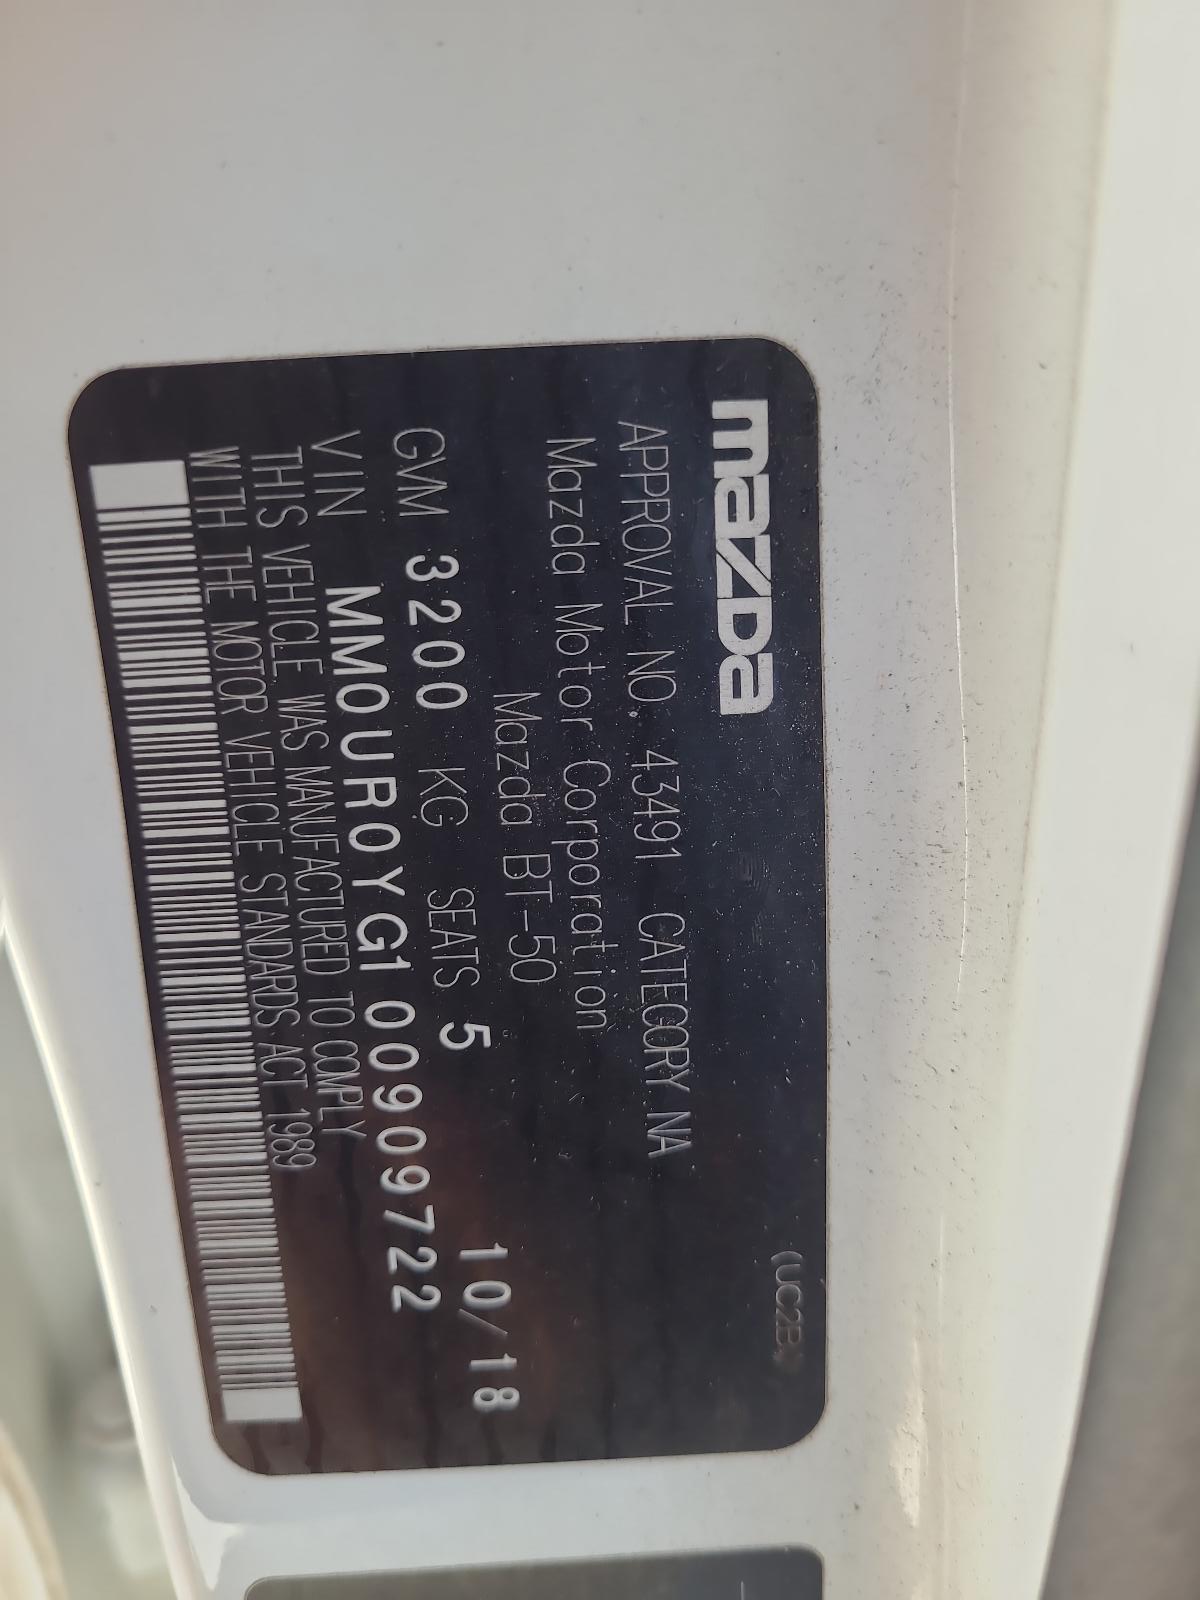 mazda (UC2B)
APPROVAL NO. 43491 CATEGORY NA
Mazda Motor Corporation
Mazda BT-50
GVM 3200 KG SEATS 5 10/18
VIN MM0UR0YG100909722
THIS VEHICLE WAS MANUFACTURED TO COMPLY
WITH THE MOTOR VEHICLE STANDARDS ACT 1989